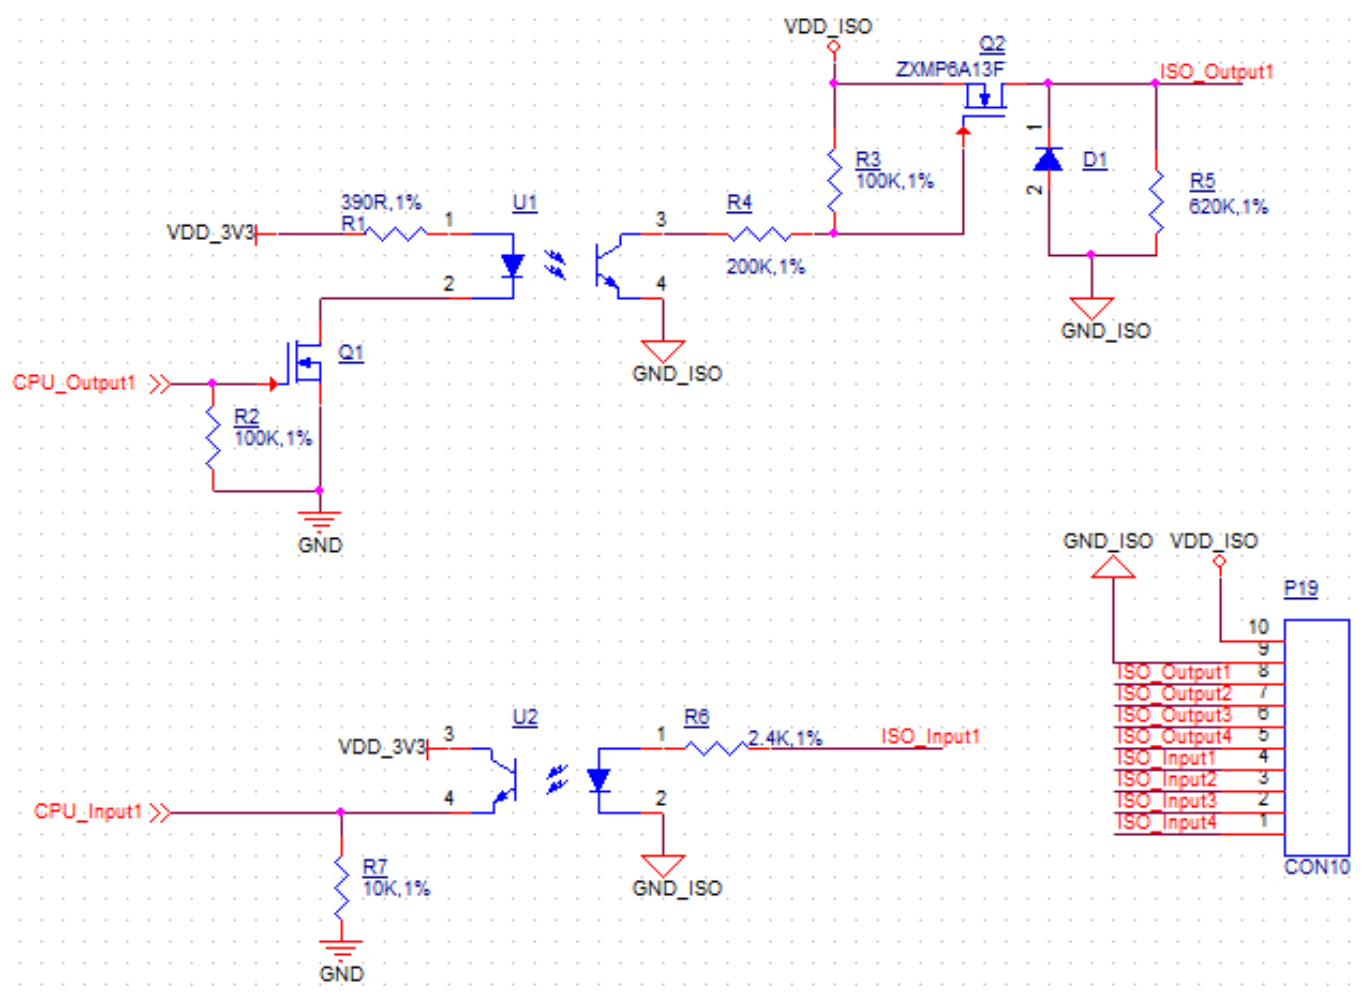 VDD_ISO
Q2
ZXMP6A13F
ISO_Output1
1
D1
2
R3
100K,1%
R5
620K,1%
390R,1%
R1
VDD_3V3
1
U1
2
3
R4
200K,1%
4
GND_ISO
GND_ISO
Q1
CPU_Output1
R2
100K,1%
GND
GND_ISO
VDD_ISO
P19
10
9
ISO_Output1 8
ISO_Output2 7
ISO_Output3 6
ISO_Output4 5
ISO_Input1 4
ISO_Input2 3
ISO_Input3 2
ISO_Input4 1
CON10
U2
VDD_3V3
3
4
1
R6
2.4K,1%
ISO_Input1
2
GND_ISO
CPU_Input1
R7
10K,1%
GND